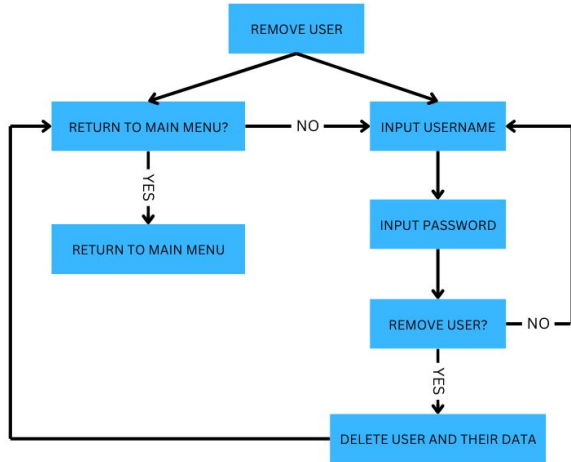 REMOVE USER
RETURN TO MAIN MENU?
NO
INPUT USERNAME
YES
RETURN TO MAIN MENU
INPUT PASSWORD
REMOVE USER?
NO
YES
DELETE USER AND THEIR DATA